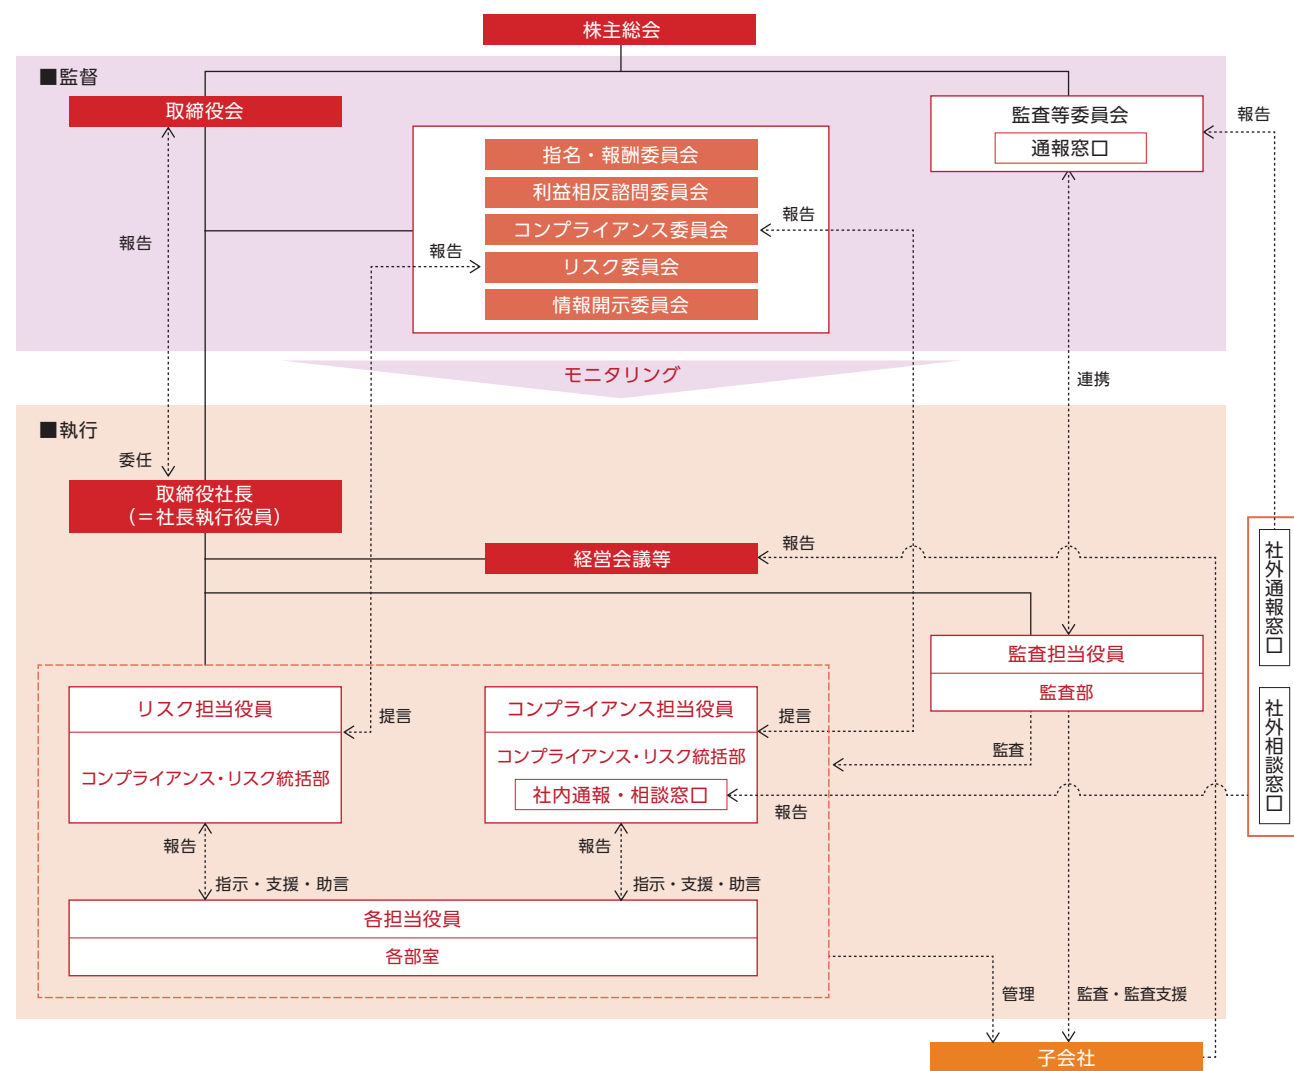 株主総会
■監督
取締役会
監査等委員会
通報窓口
報告
指名・報酬委員会
利益相反諮問委員会
コンプライアンス委員会
リスク委員会
情報開示委員会
報告
報告
報告
モニタリング
連携
■執行
委任
取締役社長
(=社長執行役員)
経営会議等
報告
社外通報窓口
監査担当役員
監査部
リスク担当役員
コンプライアンス・リスク統括部
提言
コンプライアンス担当役員
コンプライアンス・リスク統括部
社内通報・相談窓口
提言
監査
社外相談窓口
報告
報告
指示・支援・助言
報告
指示・支援・助言
各担当役員
各部室
管理
監査・監査支援
子会社